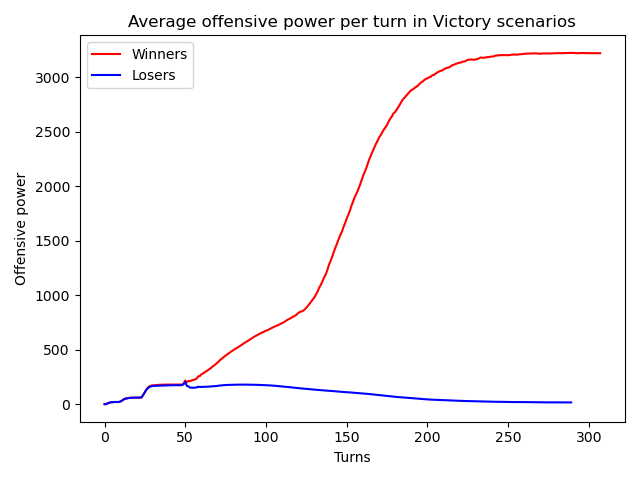 Average offensive power per turn in Victory scenarios
Winners
Losers
Offensive power
3000
2500
2000
1500
1000
500
0
0 50 100 150 200 250 300
Turns